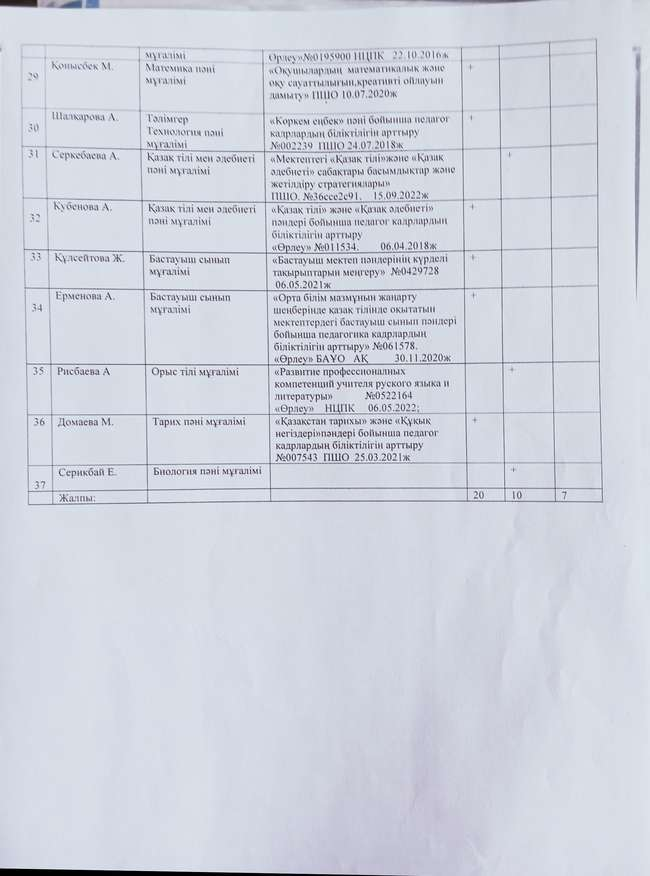 мұғалімі Өрлеу»№0195900 НЦПК 22.10.2016ж
29 Қонысбек М. Матемика пәні «Оқушылардың математикалық және +
мұғалімі оқу сауаттылығын,креативті ойлауын
дамыту» ПШО 10.07.2020ж
30 Шалкарова А. Тәлімгер «Көркем еңбек» пәні бойынша педагог +
Технология пәні кадрлардың біліктілігін арттыру
мұғалімі №002239 ПШО 24.07.2018ж
31 Серкебаева А. Қазақ тілі мен әдебиеті «Мектептегі «Қазақ тілі»және «Қазақ +
пәні мұғалімі әдебиеті» сабақтары басымдықтар және
жетілдіру стратегиялары»
ПШО. №36cce2c91. 15.09.2022ж
32 Кубенова А. Қазақ тілі мен әдебиеті «Қазақ тілі» және «Қазақ әдебиеті» +
пәні мұғалімі пәндері бойынша педагог кадрлардың
біліктілігін арттыру
«Өрлеу» №011534. 06.04.2018ж
33 Құлсейтова Ж. Бастауыш сынып «Бастауыш мектеп пәндерінің күрделі +
мұғалімі тақырыптарын меңгеру» №0429728
06.05.2021ж
34 Ерменова А. Бастауыш сынып «Орта білім мазмұнын жаңарту +
мұғалімі шеңберінде қазақ тілінде оқытатын
мектептердегі бастауыш сынып пәндері
бойынша педагогика кадрлардың
біліктілігін арттыру» №061578.
«Өрлеу» БАҰО АҚ 30.11.2020ж
35 Рисбаева А Орыс тілі мұғалімі «Развитие профессионалных +
компетенций учителя руского языка и
литературы» №0522164
«Өрлеу» НЦПК 06.05.2022;
36 Домаева М. Тарих пәні мұғалімі «Қазақстан тарихы» және «Құқық +
негіздері»пәндері бойынша педагог
кадрлардың біліктілігін арттыру
№007543 ПШО 25.03.2021ж
37 Серикбай Е. Биология пәні мұғалімі +
Жалпы: 20 10 7